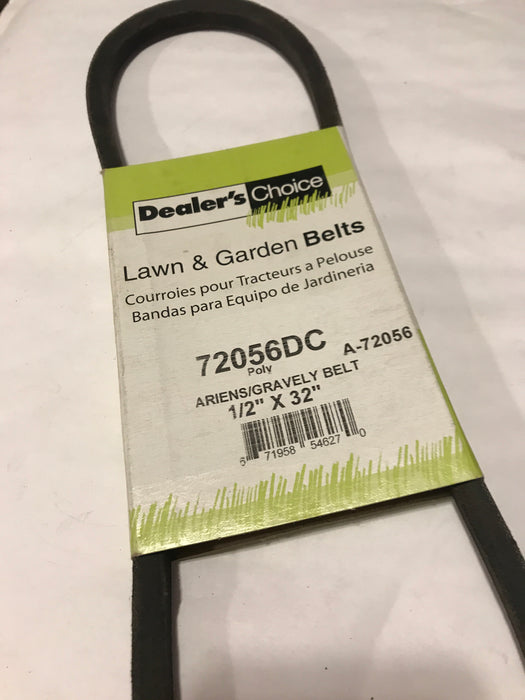 Dealer's Choice
Lawn & Garden Belts
Courroies pour Tracteurs a Pelouse
Bandas para Equipo de Jardineria
72056DC A-72056
Poly
ARIENS/GRAVELY BELT
1/2" X 32"
6 71958 54627 0